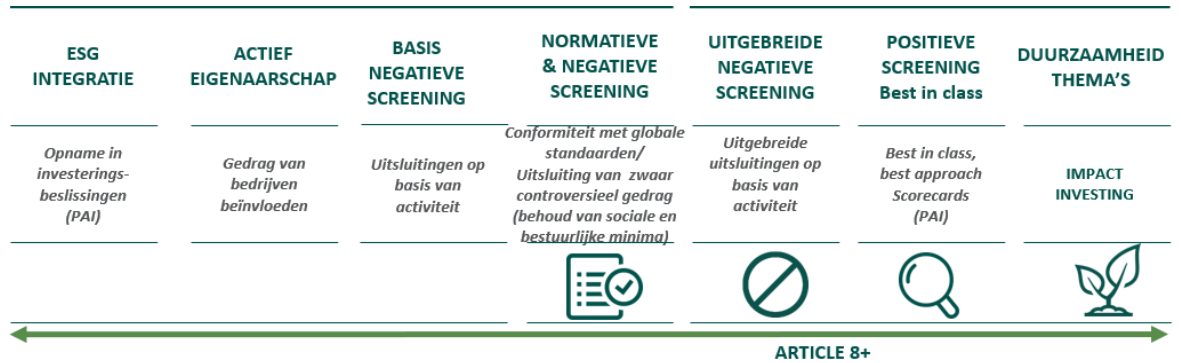 ESG
INTEGRATIE
ACTIEF
EIGENAARSCHAP
BASIS
NEGATIEVE
SCREENING
NORMATIEVE
& NEGATIEVE
SCREENING
UITGEBREIDE
NEGATIEVE
SCREENING
POSITIEVE
SCREENING
Best in class
DUURZAAMHEID
THEMA'S
Opname in
investerings-
beslissingen
(PAI)
Gedrag van
bedrijven
beïnvloeden
Uitsluitingen op
basis van
activiteit
Conformiteit met globale
standaarden/
Uitsluiting van zwaar
controversieel gedrag
(behoud van sociale en
bestuurlijke minima)
Uitgebreide
uitsluitingen op
basis van
activiteit
Best in class,
best approach
Scorecards
(PAI)
IMPACT
INVESTING
ARTICLE 8+